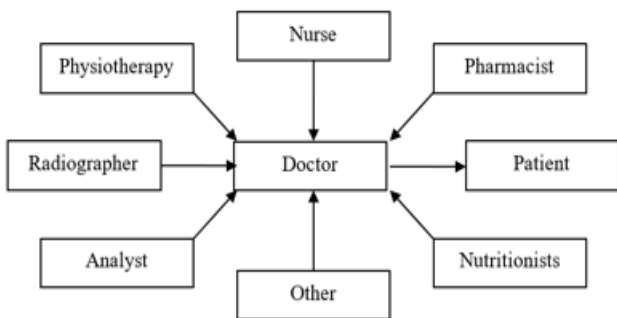 Nurse
Physiotherapy
Pharmacist
Radiographer
Doctor
Patient
Analyst
Nutritionists
Other